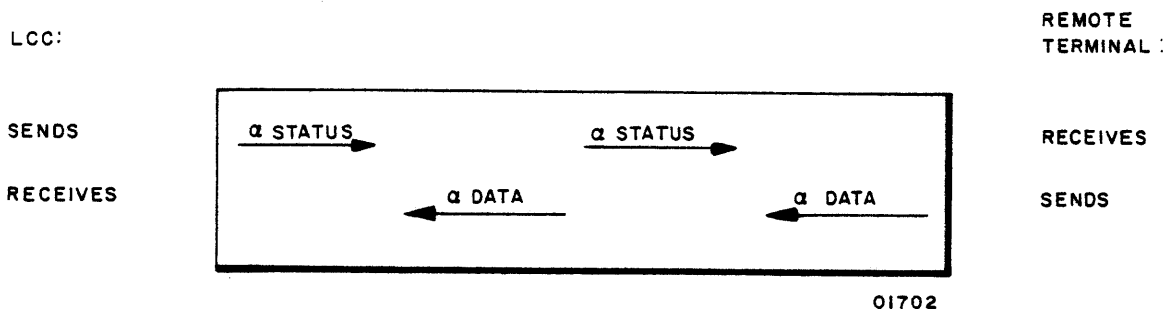 LCC:
REMOTE
TERMINAL:
SENDS
α STATUS
α STATUS
RECEIVES
RECEIVES
α DATA
α DATA
SENDS
01702